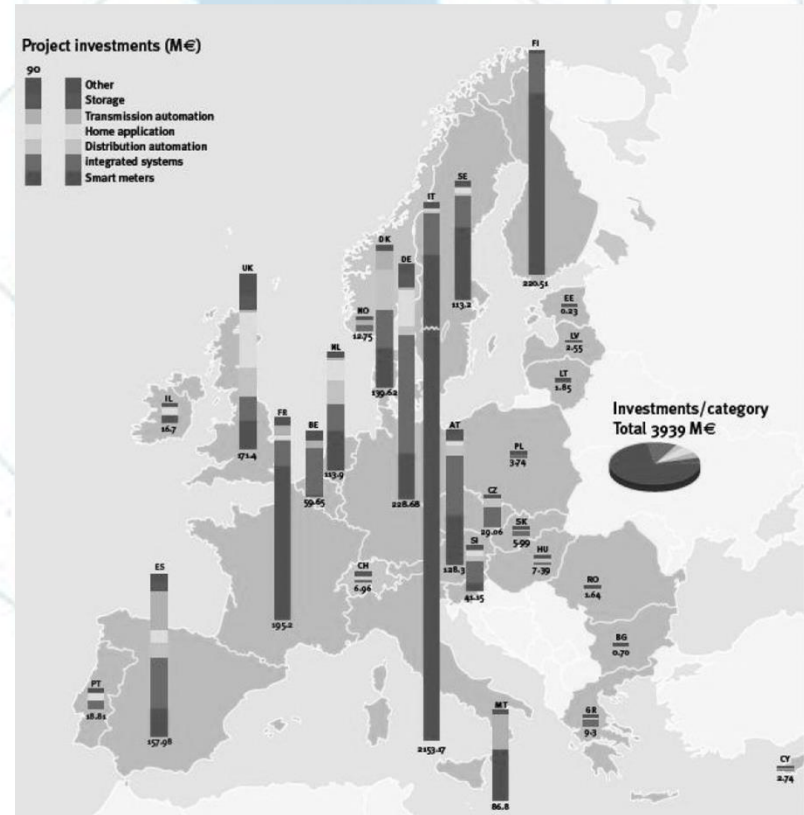 Project investments (M€)
90
Other
Storage
Transmission automation
Home application
Distribution automation
integrated systems
Smart meters
FI
220.51
SE
113.2
IT
2153.17
DK
139.62
DE
228.68
UK
171.4
NO
12.75
NL
113.9
EE
0.23
LV
2.55
LT
1.85
IL
16.7
FR
195.2
BE
59.65
AT
128.3
PL
3.74
Investments/category
Total 3939 M€
CZ
29.06
SK
5.99
HU
7.39
SI
41.15
CH
6.96
ES
157.98
RO
1.64
BG
0.70
PT
18.81
MT
86.8
GR
9.3
CY
2.74